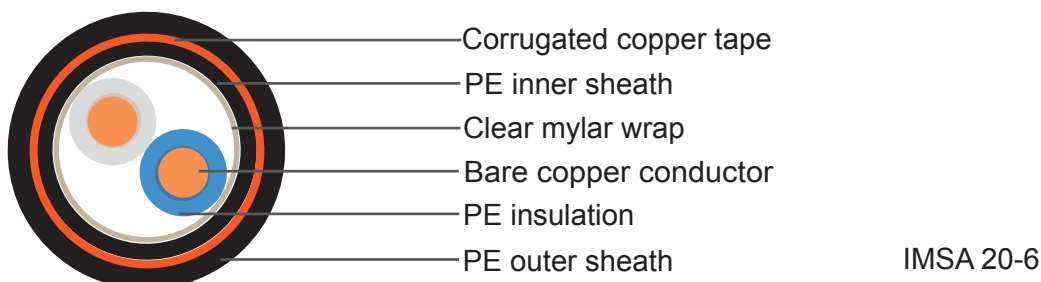 Corrugated copper tape
PE inner sheath
Clear mylar wrap
Bare copper conductor
PE insulation
PE outer sheath
IMSA 20-6